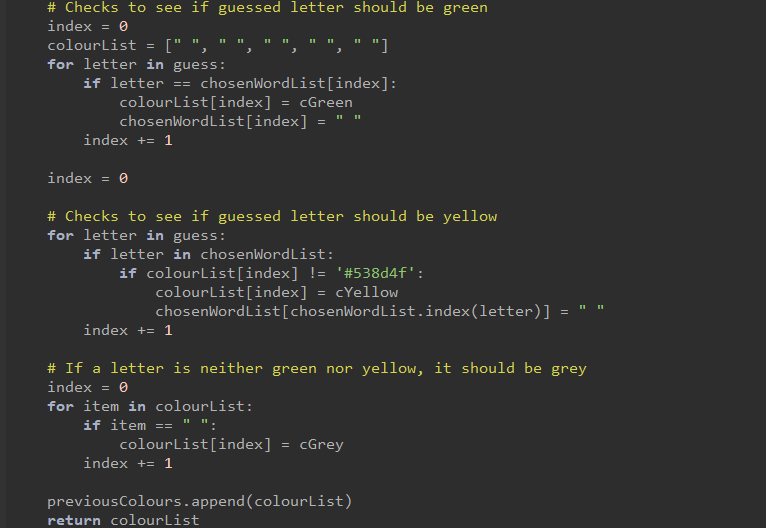 # Checks to see if guessed letter should be green
index = 0
colourList = [" ", " ", " ", " ", " "]
for letter in guess:
    if letter == chosenWordList[index]:
        colourList[index] = cGreen
        chosenWordList[index] = " "
    index += 1

index = 0

# Checks to see if guessed letter should be yellow
for letter in guess:
    if letter in chosenWordList:
        if colourList[index] != '#538d4f':
            colourList[index] = cYellow
            chosenWordList[chosenWordList.index(letter)] = " "
    index += 1

# If a letter is neither green nor yellow, it should be grey
index = 0
for item in colourList:
    if item == " ":
        colourList[index] = cGrey
    index += 1

previousColours.append(colourList)
return colourList